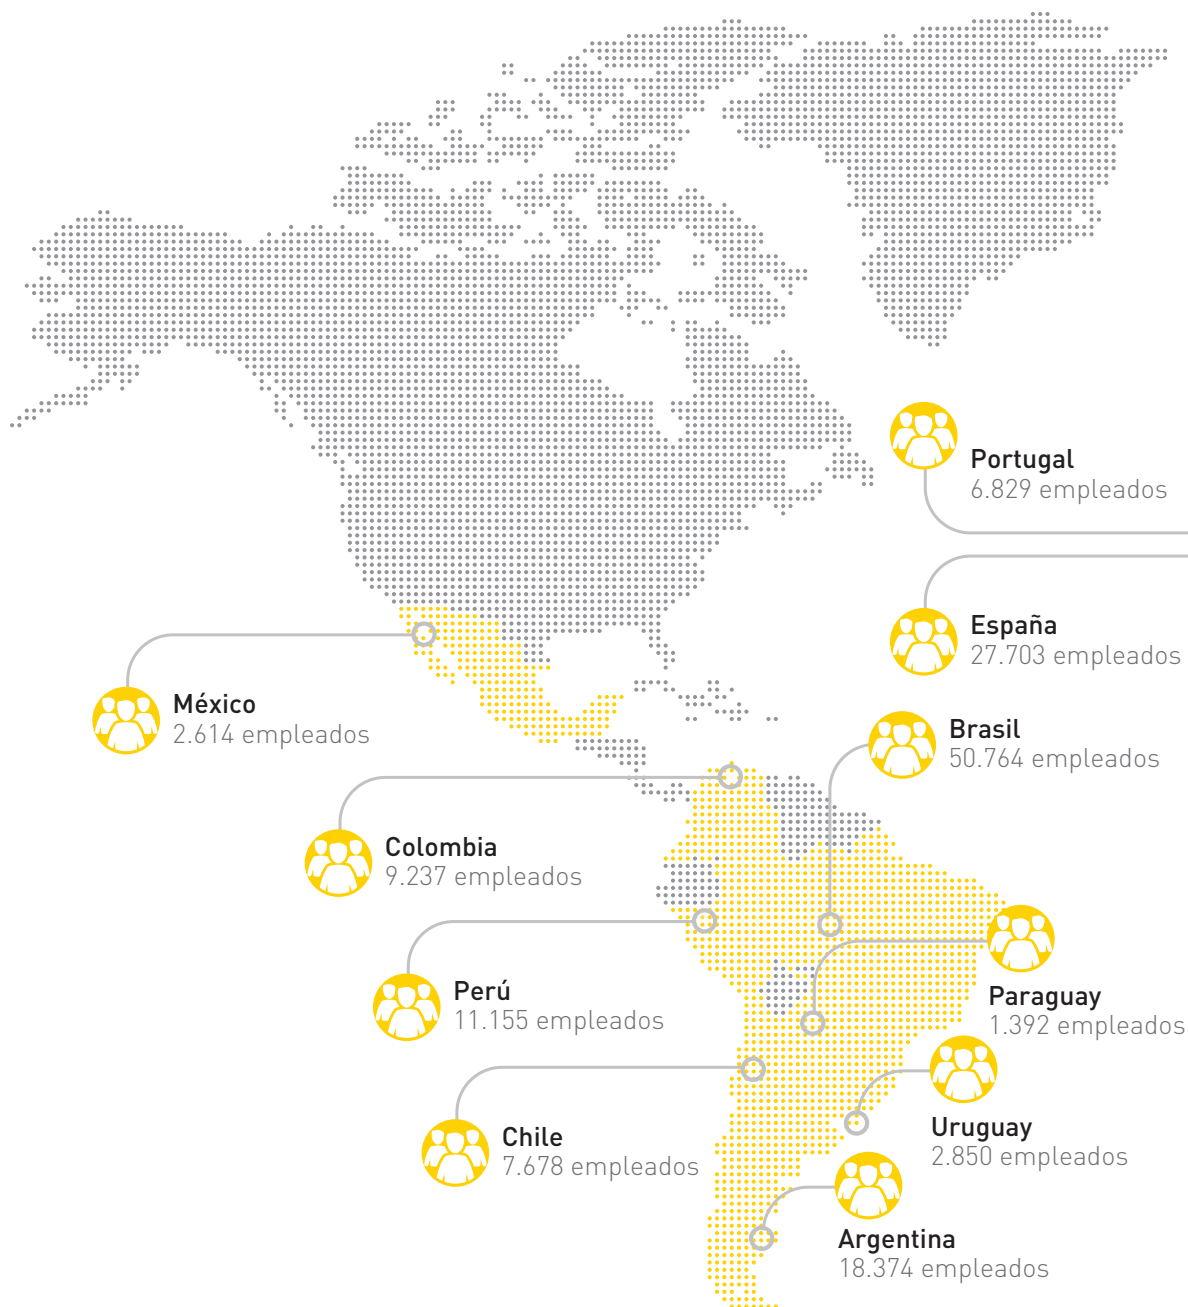 Portugal
6.829 empleados
España
27.703 empleados
México
2.614 empleados
Brasil
50.764 empleados
Colombia
9.237 empleados
Perú
11.155 empleados
Paraguay
1.392 empleados
Chile
7.678 empleados
Uruguay
2.850 empleados
Argentina
18.374 empleados